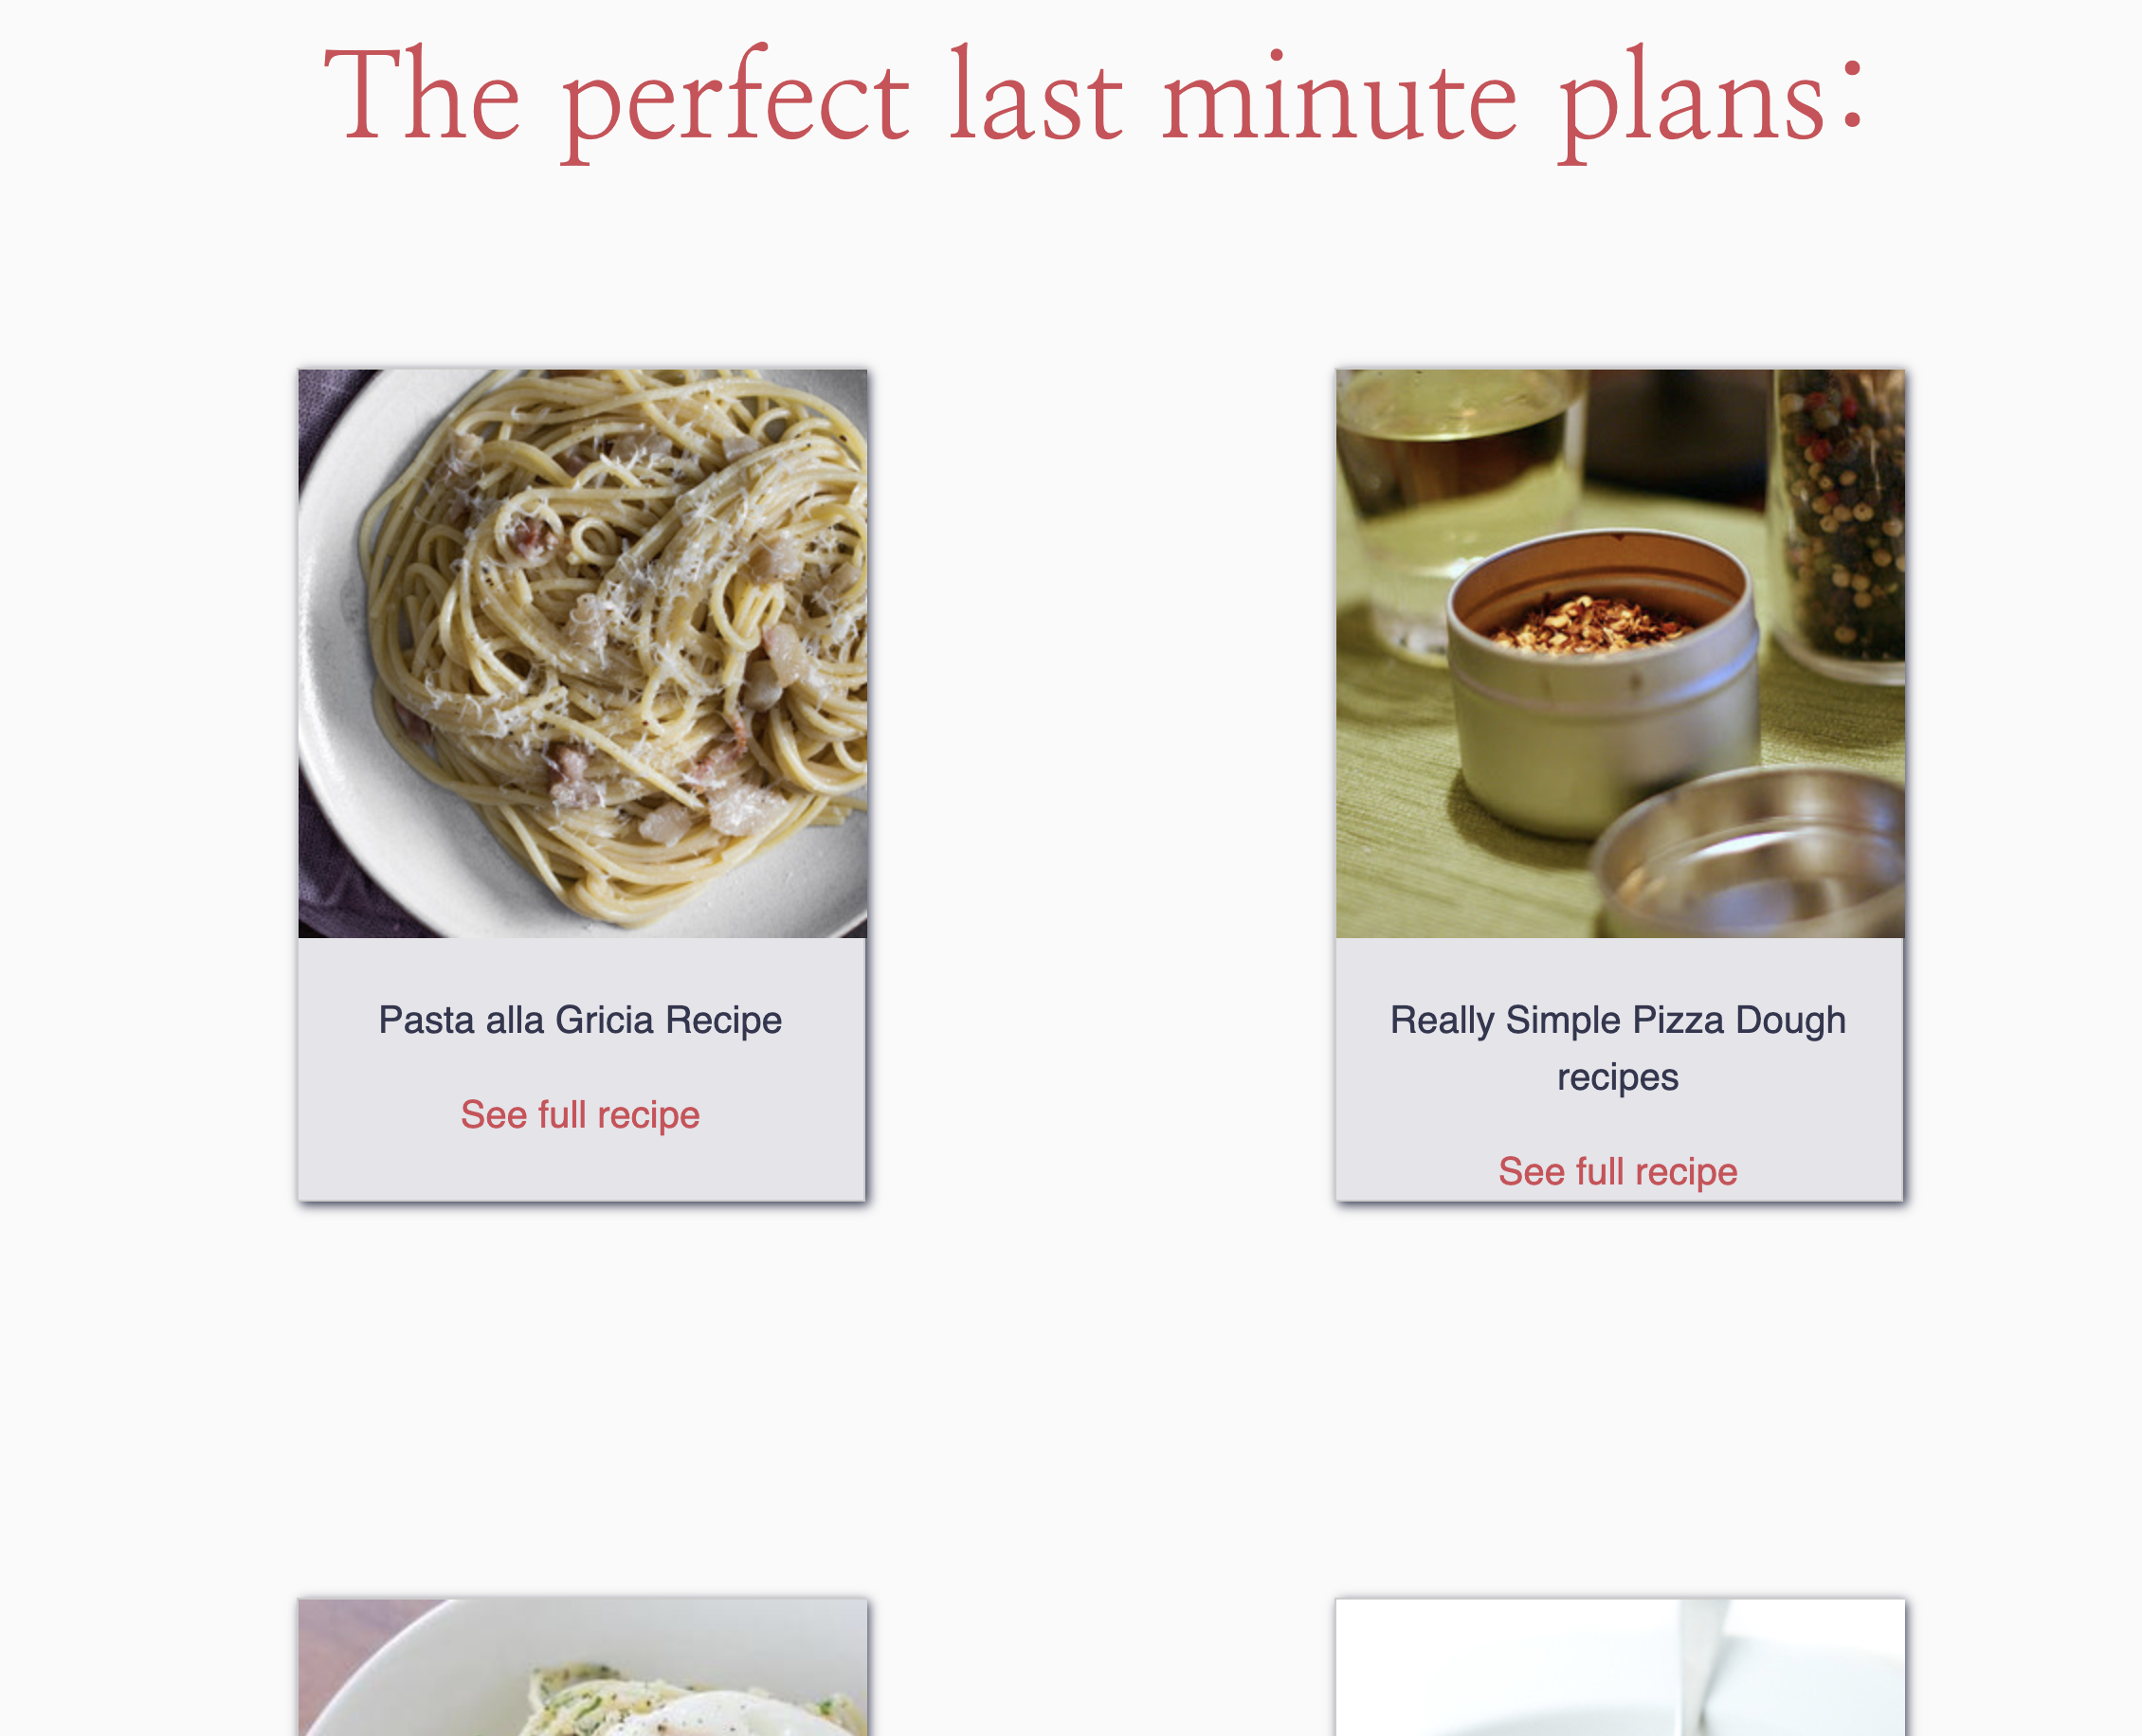 The perfect last minute plans:
Pasta alla Gricia Recipe
See full recipe
Really Simple Pizza Dough
recipes
See full recipe